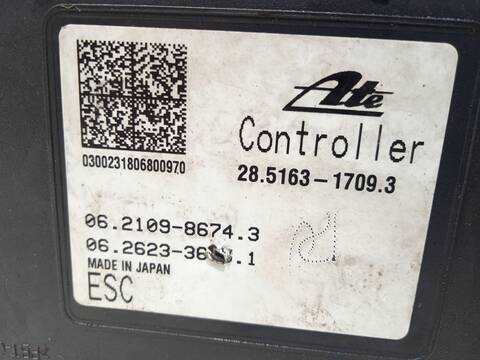 Ate
Controller
28.5163-1709.3
0300231806800970
06.2109-8674.3
MADE IN JAPAN
ESC